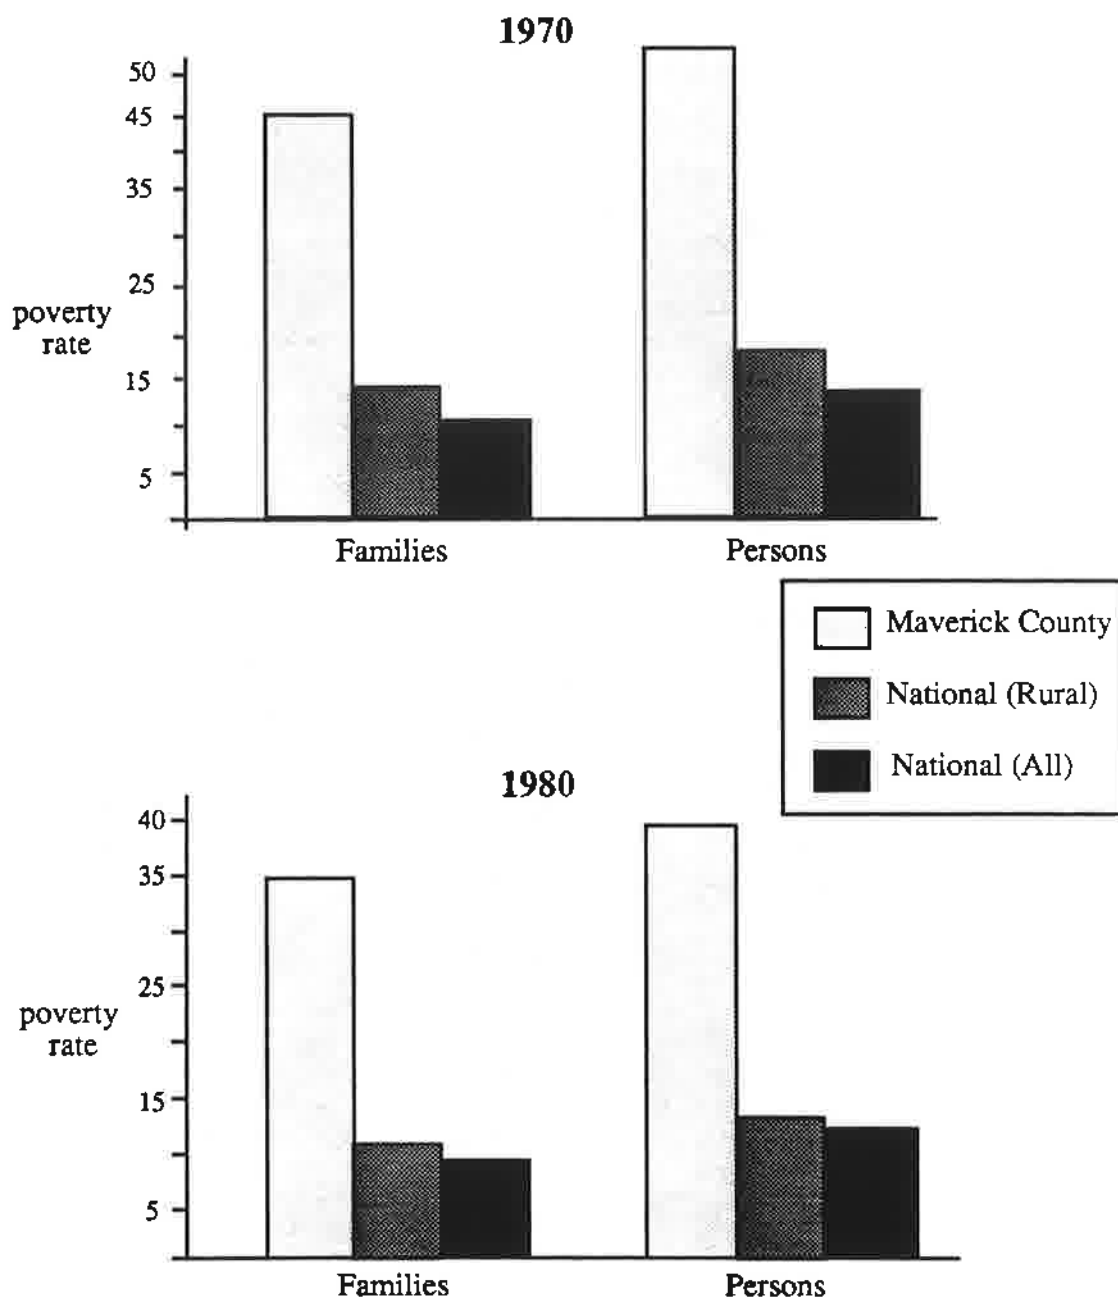 1970
50
45
35
25
poverty
rate
15
5
Families Persons
Maverick County
National (Rural)
National (All)
1980
40
35
25
poverty
rate
15
5
Families Persons